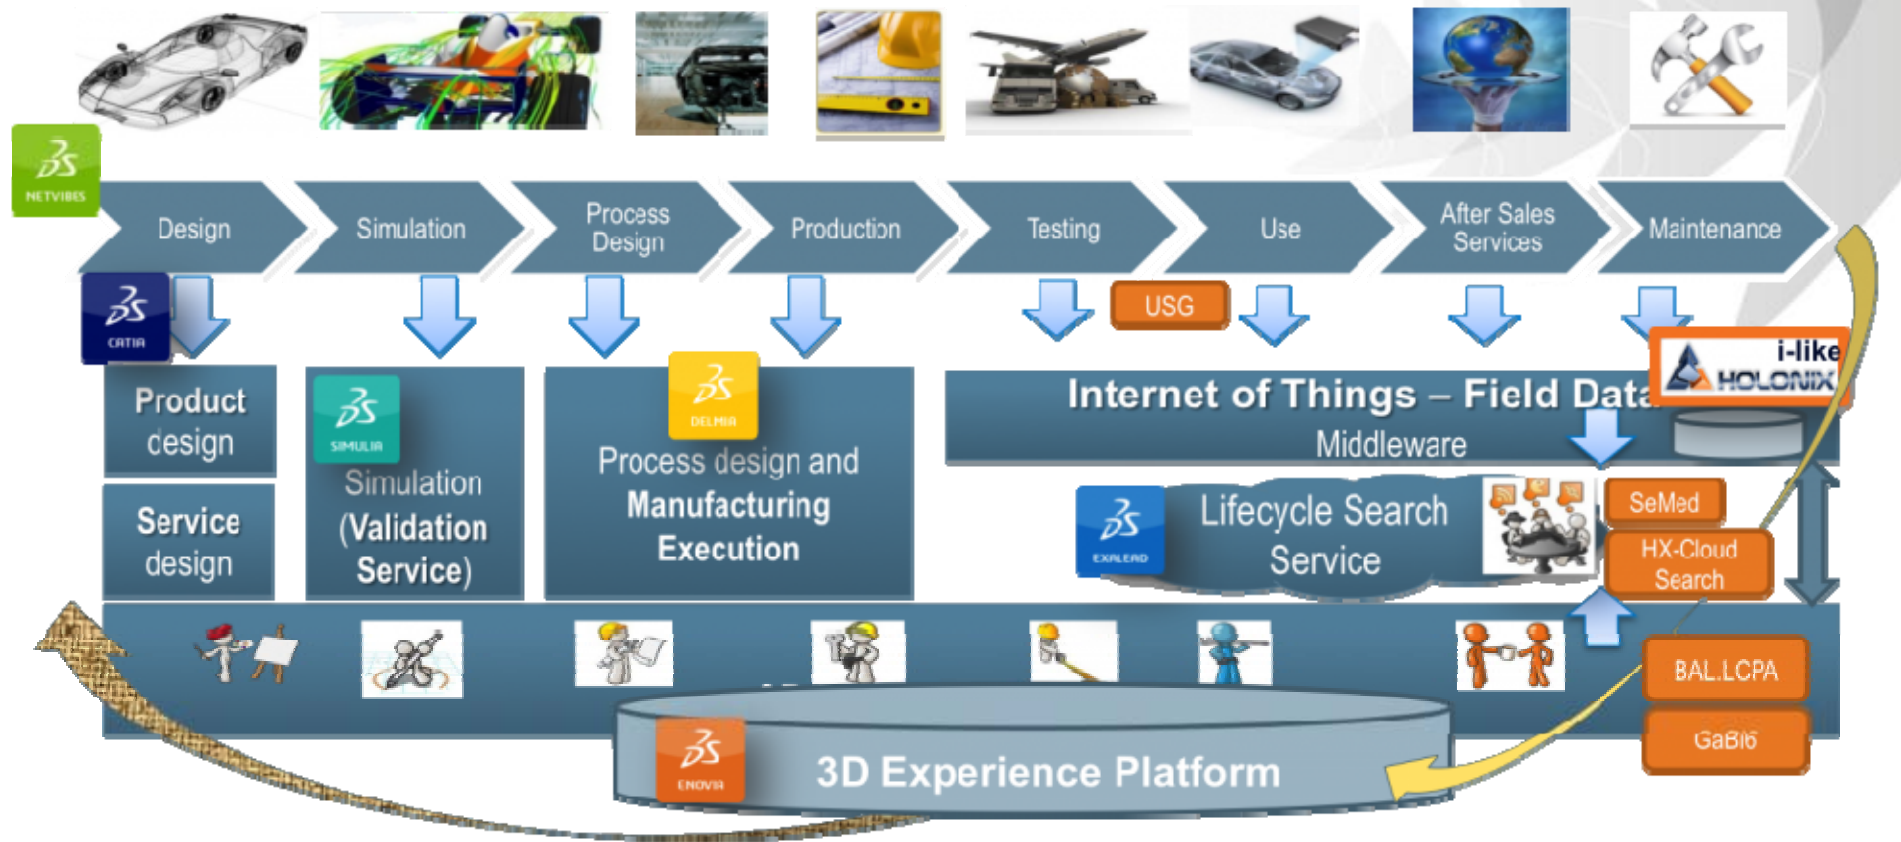 NETVIBES
Design
Simulation
Process
Design
Production
Testing
Use
After Sales
Services
Maintenance
CATIA
USG
i-like
HOLONIX
Product
design
SIMULIA
Simulation
(Validation
Service)
DELMIA
Process design and
Manufacturing
Execution
Internet of Things – Field Data
Middleware
Service
design
EXALEAD
Lifecycle Search
Service
SeMed
HX-Cloud
Search
BAL.LCPA
GaBi6
ENOVIA
3D Experience Platform